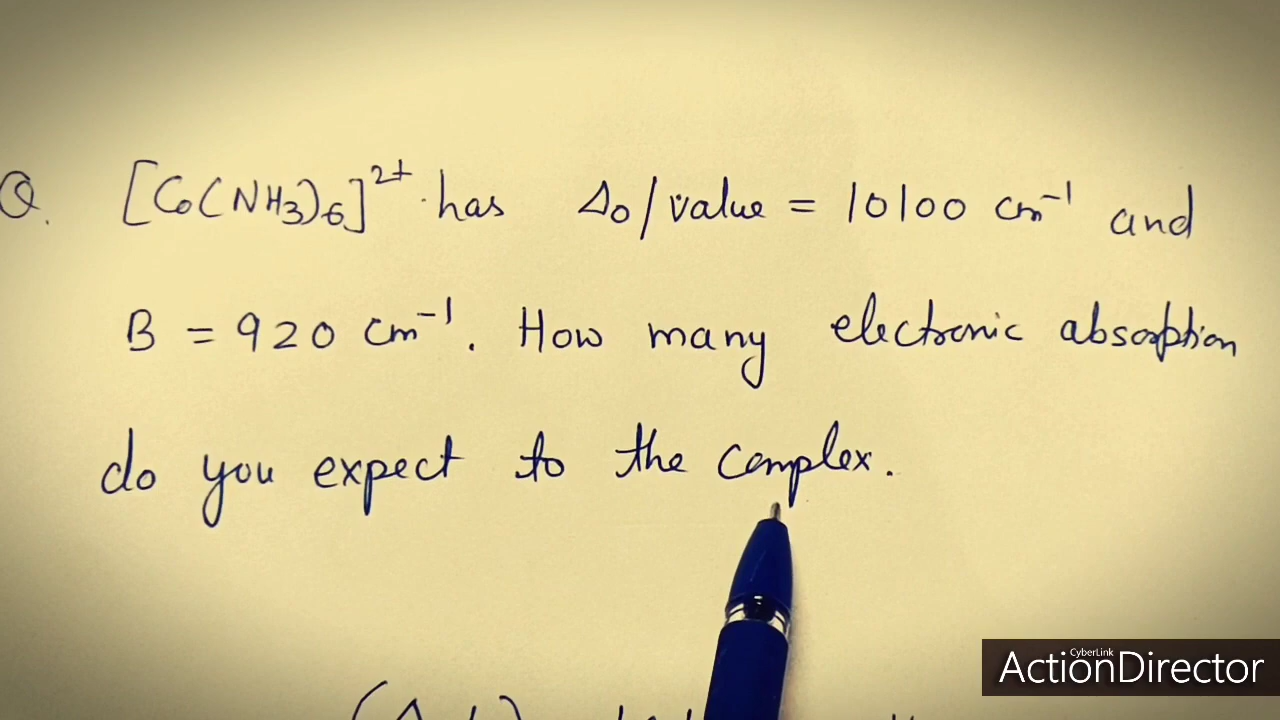 Q. [Co(NH3)6]2+ has Δo/value = 10100 cm-1 and
B = 920 cm-1. How many electronic absorption
do you expect to the complex.
CyberLink
ActionDirector